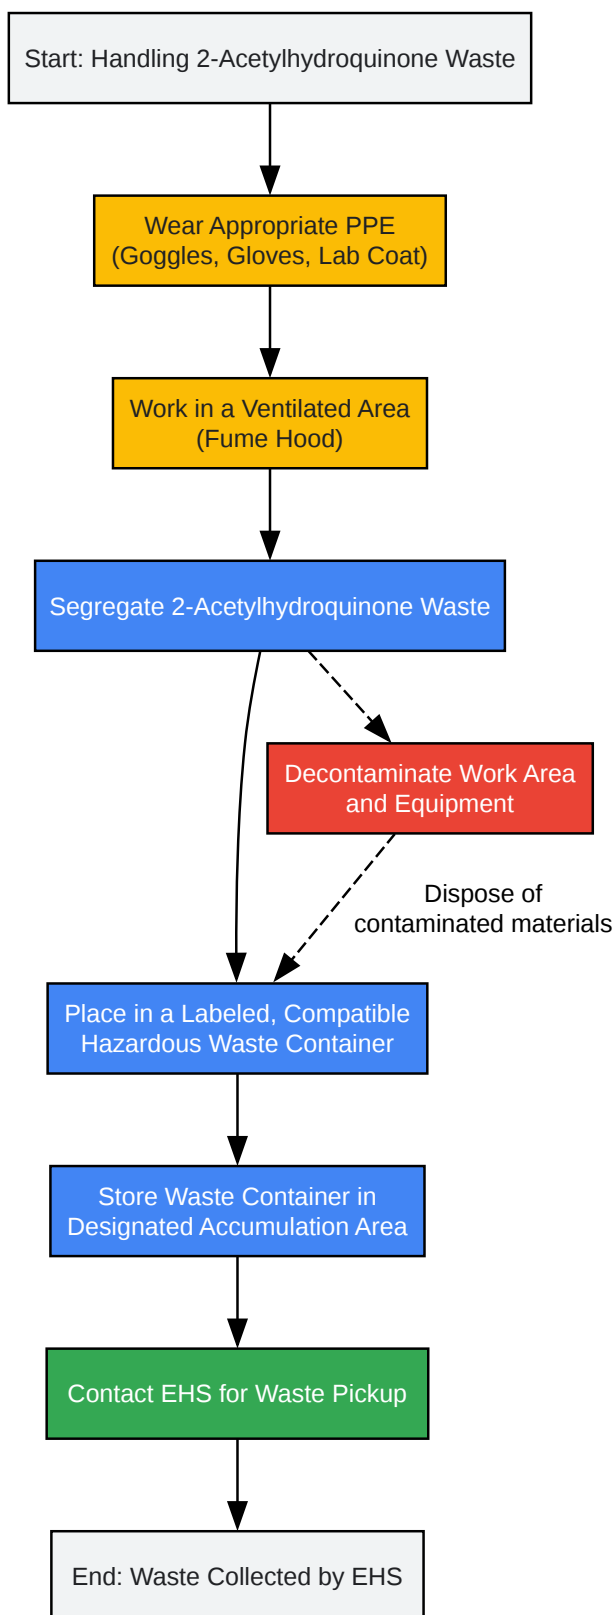 Start: Handling 2-Acetylhydroquinone Waste
Wear Appropriate PPE
(Goggles, Gloves, Lab Coat)
Work in a Ventilated Area
(Fume Hood)
Segregate 2-Acetylhydroquinone Waste
Decontaminate Work Area
and Equipment
Dispose of
contaminated materials
Place in a Labeled, Compatible
Hazardous Waste Container
Store Waste Container in
Designated Accumulation Area
Contact EHS for Waste Pickup
End: Waste Collected by EHS